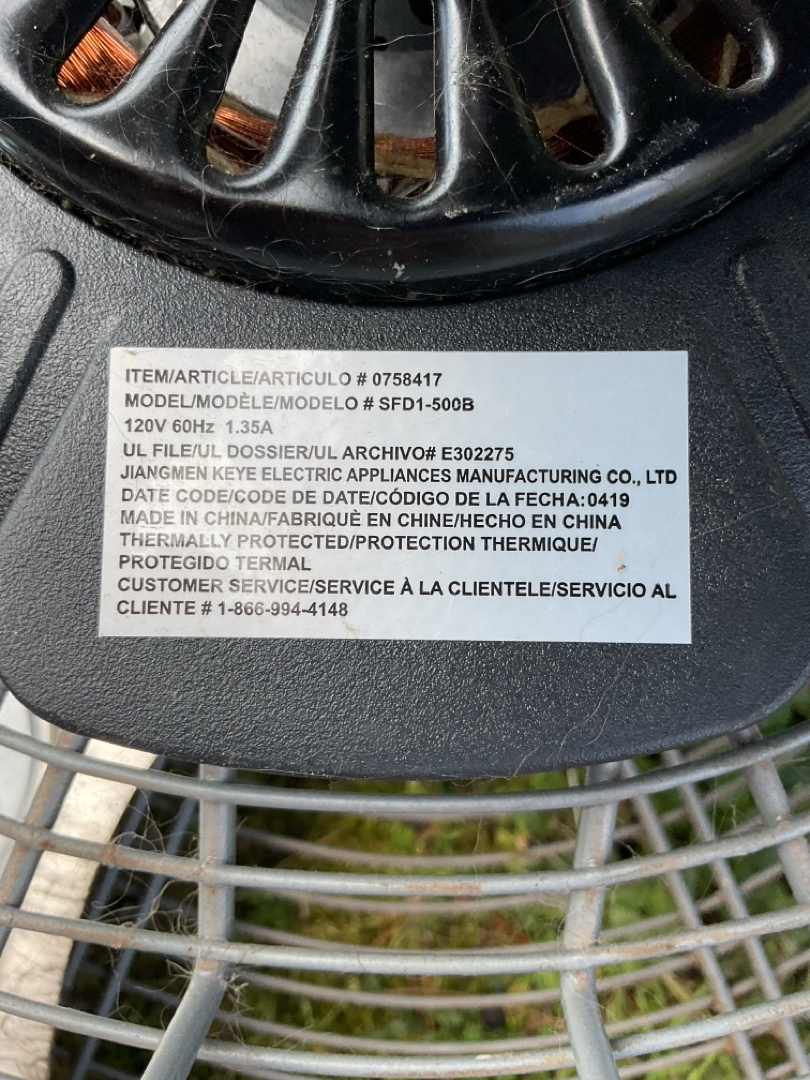 ITEM/ARTICLE/ARTICULO # 0758417
MODEL/MODÈLE/MODELO # SFD1-500B
120V 60Hz 1.35A
UL FILE/UL DOSSIER/UL ARCHIVO# E302275
JIANGMEN KEYE ELECTRIC APPLIANCES MANUFACTURING CO., LTD
DATE CODE/CODE DE DATE/CÓDIGO DE LA FECHA:0419
MADE IN CHINA/FABRIQUÈ EN CHINE/HECHO EN CHINA
THERMALLY PROTECTED/PROTECTION THERMIQUE/
PROTEGIDO TERMAL
CUSTOMER SERVICE/SERVICE À LA CLIENTELE/SERVICIO AL
CLIENTE # 1-866-994-4148